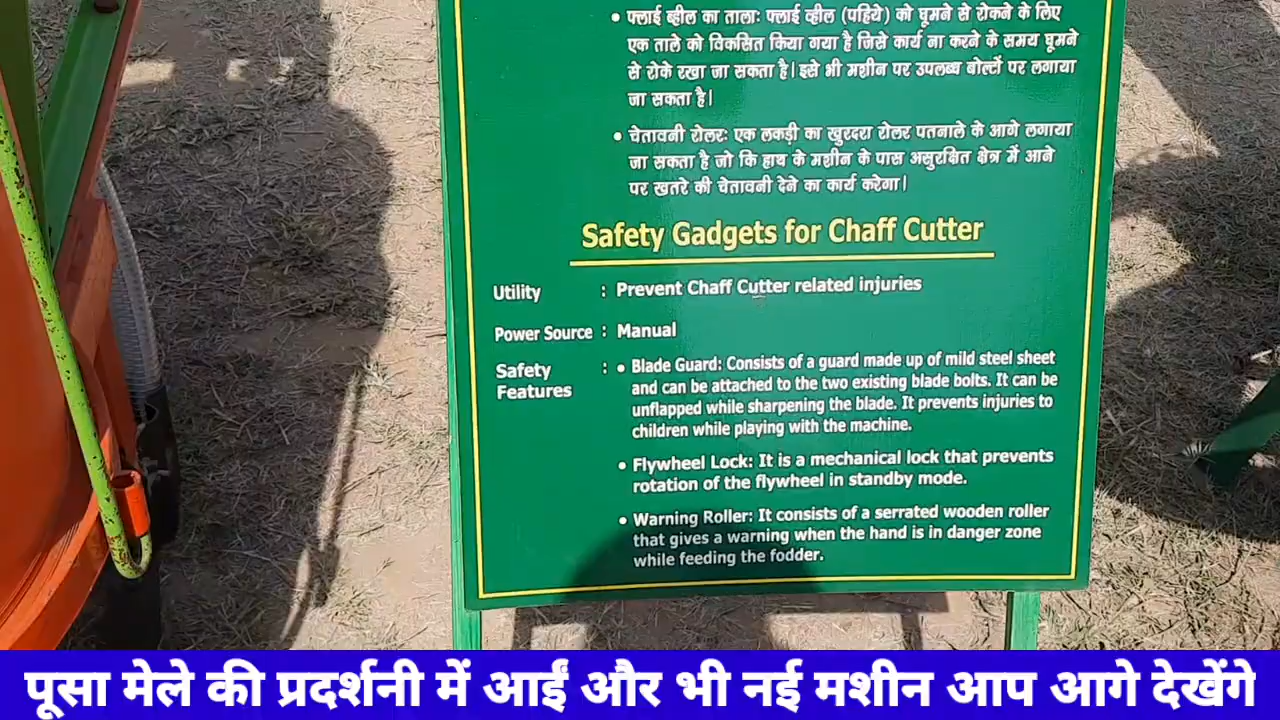 • फ्लाई व्हील का ताला: फ्लाई व्हील (पहिये) को घूमने से रोकने के लिए
एक ताले को विकसित किया गया है जिसे कार्य ना करने के समय घूमने
से रोके रखा जा सकता है। इसे भी मशीन पर उपलब्ध बोल्टों पर लगाया
जा सकता है।
• चेतावनी रोलर: एक लकड़ी का खुरदरा रोलर पतनाले के आगे लगाया
जा सकता है जो कि हाथ के मशीन के पास असुरक्षित क्षेत्र में आने
पर खतरे की चेतावनी देने का कार्य करेगा।
Safety Gadgets for Chaff Cutter
Utility : Prevent Chaff Cutter related injuries
Power Source : Manual
Safety Features : • Blade Guard: Consists of a guard made up of mild steel sheet
and can be attached to the two existing blade bolts. It can be
unflapped while sharpening the blade. It prevents injuries to
children while playing with the machine.
• Flywheel Lock: It is a mechanical lock that prevents
rotation of the flywheel in standby mode.
• Warning Roller: It consists of a serrated wooden roller
that gives a warning when the hand is in danger zone
while feeding the fodder.
पूसा मेले की प्रदर्शनी में आईं और भी नई मशीन आप आगे देखेंगे